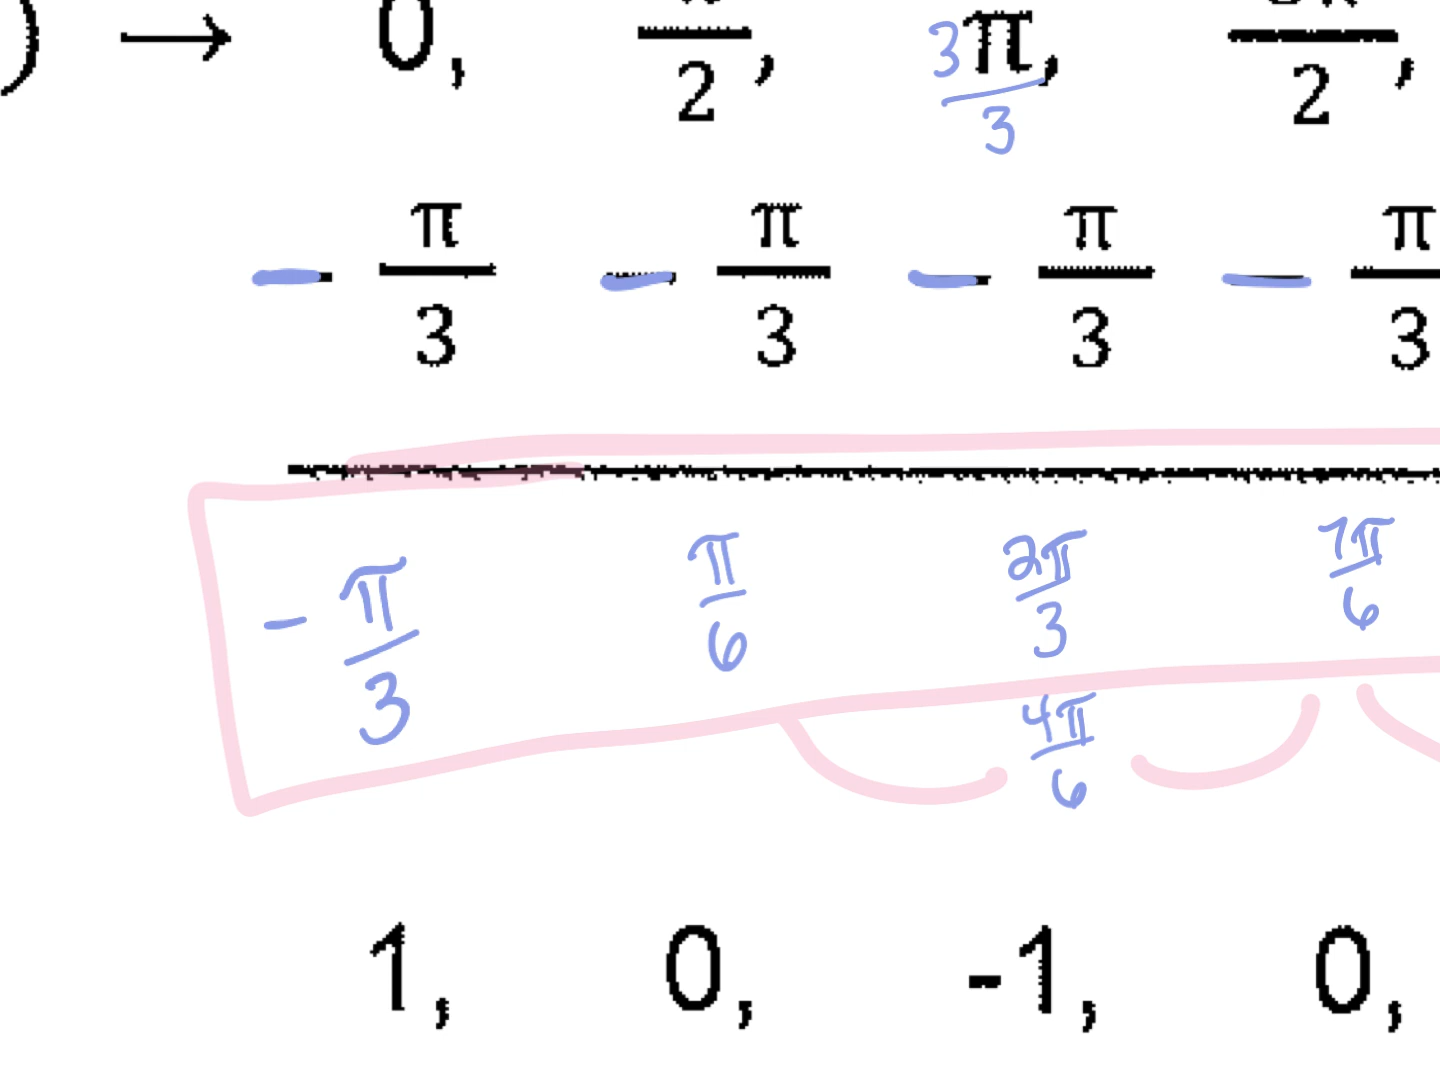 ) → 0, π/2, 3π/3, 3π/2,
- π/3 - π/3 - π/3 - π/3
- π/3 π/6 2π/3 7π/6
4π/6
1, 0, -1, 0,